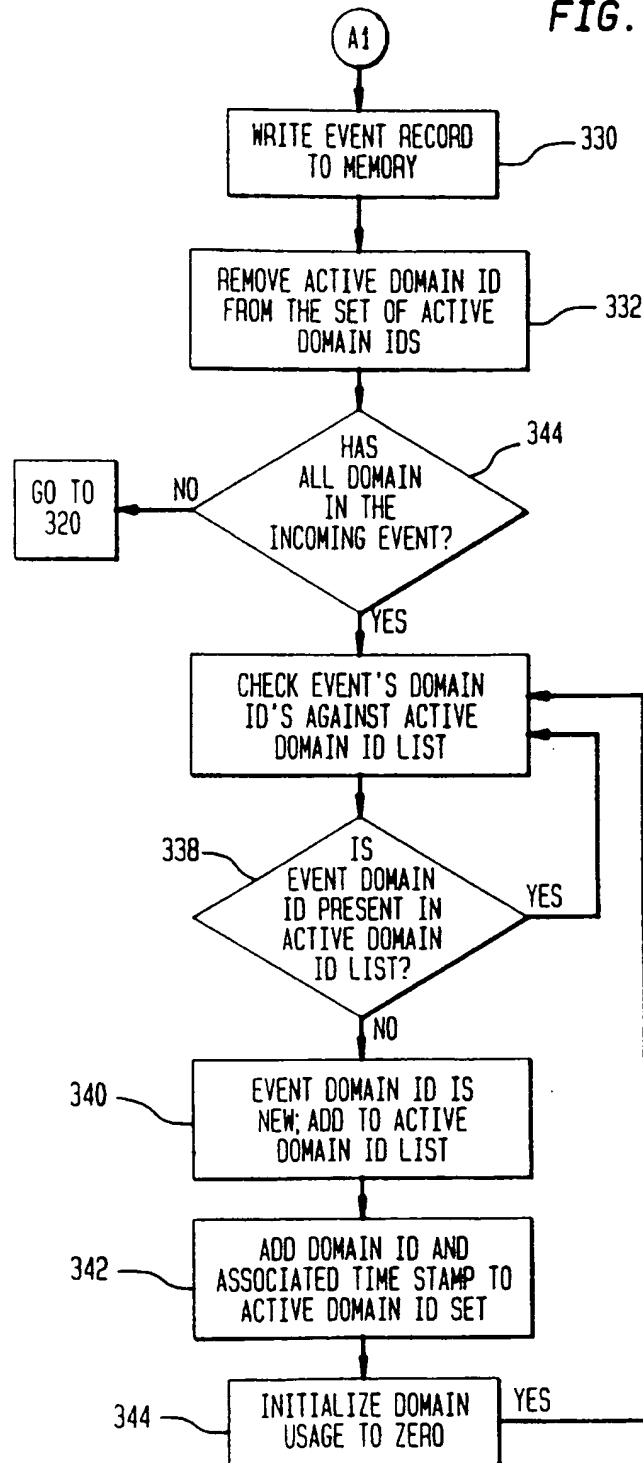 FIG.
A1
WRITE EVENT RECORD
TO MEMORY
330
REMOVE ACTIVE DOMAIN ID
FROM THE SET OF ACTIVE
DOMAIN IDS
332
HAS
ALL DOMAIN
IN THE
INCOMING EVENT?
344
NO
GO TO
320
YES
CHECK EVENT'S DOMAIN
ID'S AGAINST ACTIVE
DOMAIN ID LIST
338
IS
EVENT DOMAIN
ID PRESENT IN
ACTIVE DOMAIN
ID LIST?
YES
NO
340
EVENT DOMAIN ID IS
NEW; ADD TO ACTIVE
DOMAIN ID LIST
342
ADD DOMAIN ID AND
ASSOCIATED TIME STAMP TO
ACTIVE DOMAIN ID SET
344
INITIALIZE DOMAIN
USAGE TO ZERO
YES